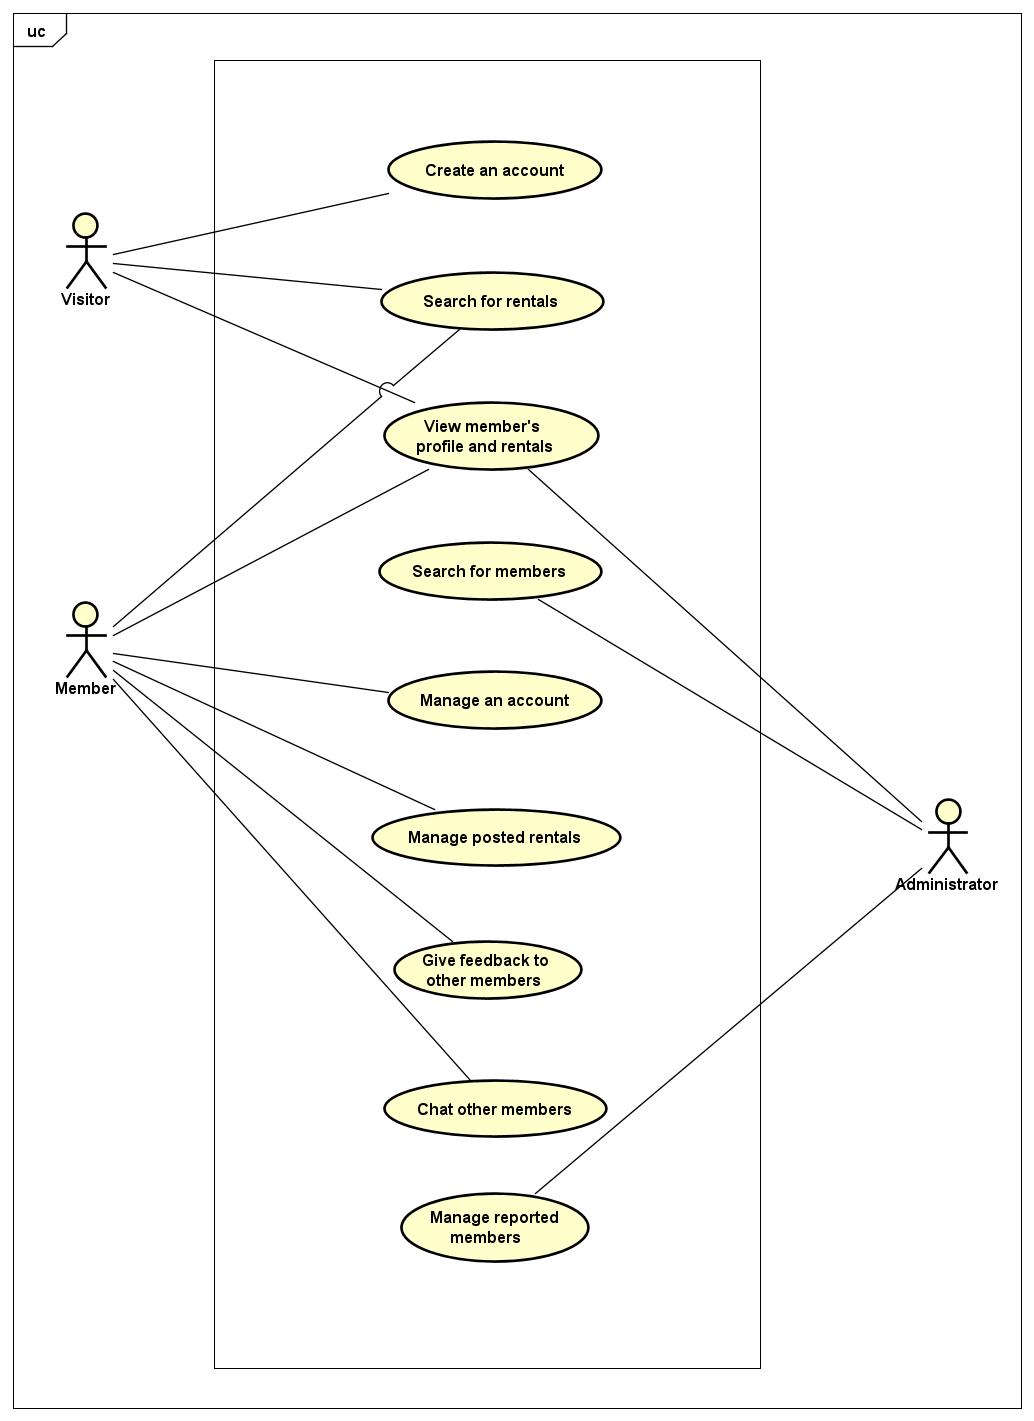 uc
Create an account
Visitor
Search for rentals
View member's
profile and rentals
Search for members
Member
Manage an account
Manage posted rentals
Administrator
Give feedback to
other members
Chat other members
Manage reported
members